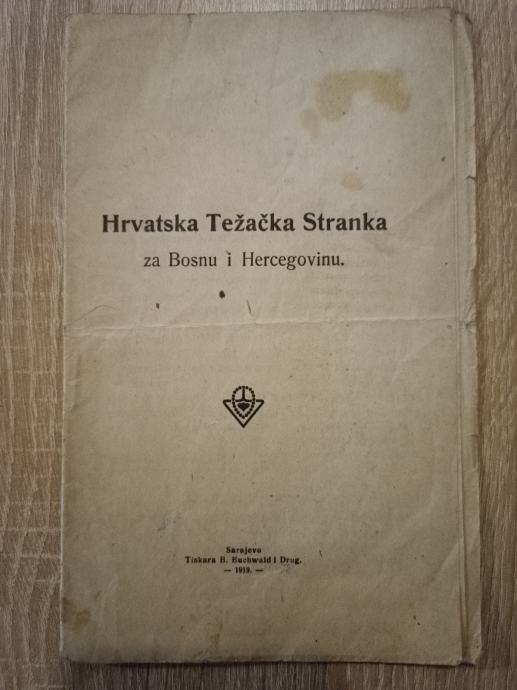 Hrvatska Težačka Stranka
za Bosnu i Hercegovinu.
Sarajevo
Tiskara B. Buchwald i Drug.
— 1919. —